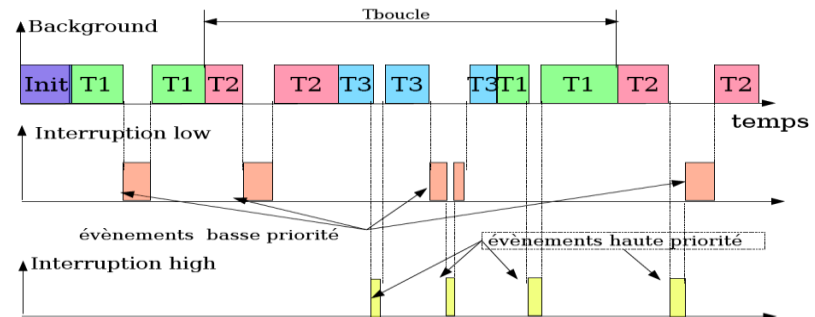 Tboucle
Background
Init T1 T1 T2 T2 T3 T3 T3 T1 T1 T2 T2
temps
Interruption low
évènements basse priorité
évènements haute priorité
Interruption high